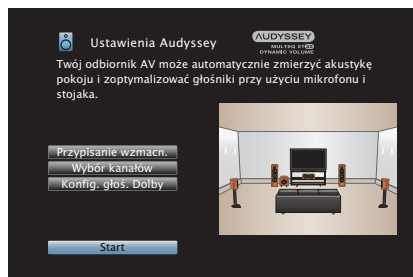 Ustawienia Audyssey
AUDYSSEY
MULTEQ XT32
DYNAMIC VOLUME
Twój odbiornik AV może automatycznie zmierzyć akustykę
pokoju i zoptymalizować głośniki przy użyciu mikrofonu i
stojaka.
Przypisanie wzmacn.
Wybór kanałów
Konfig. głoś. Dolby
Start